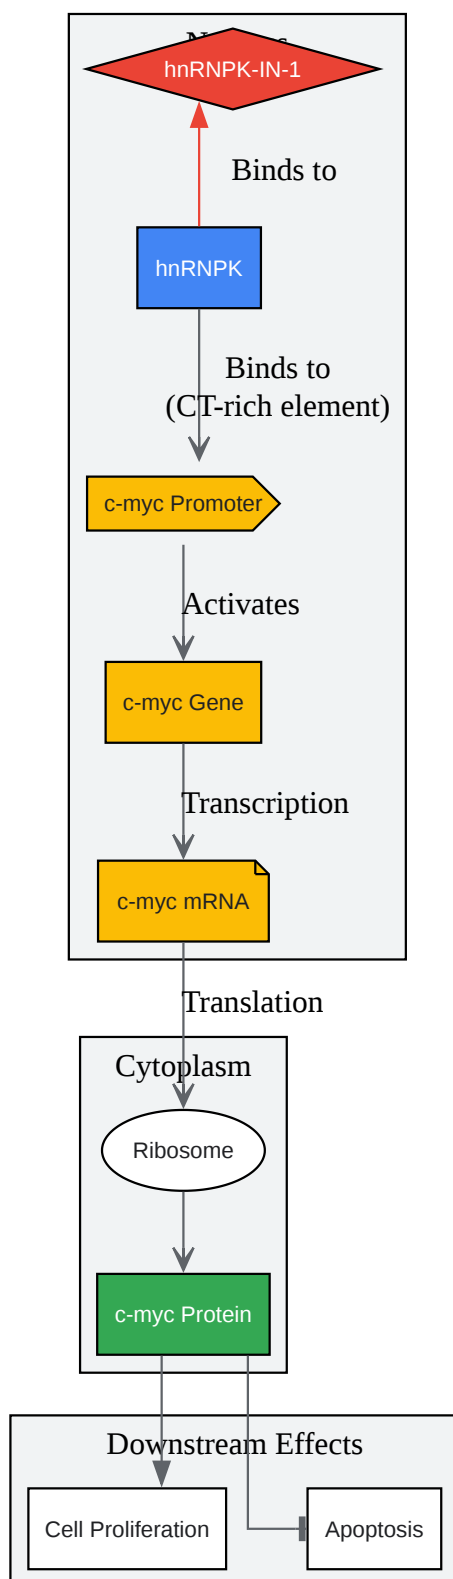 hnRNPK-IN-1
Binds to
hnRNPK
Binds to
(CT-rich element)
c-myc Promoter
Activates
c-myc Gene
Transcription
c-myc mRNA
Translation
Cytoplasm
Ribosome
c-myc Protein
Downstream Effects
Cell Proliferation
Apoptosis